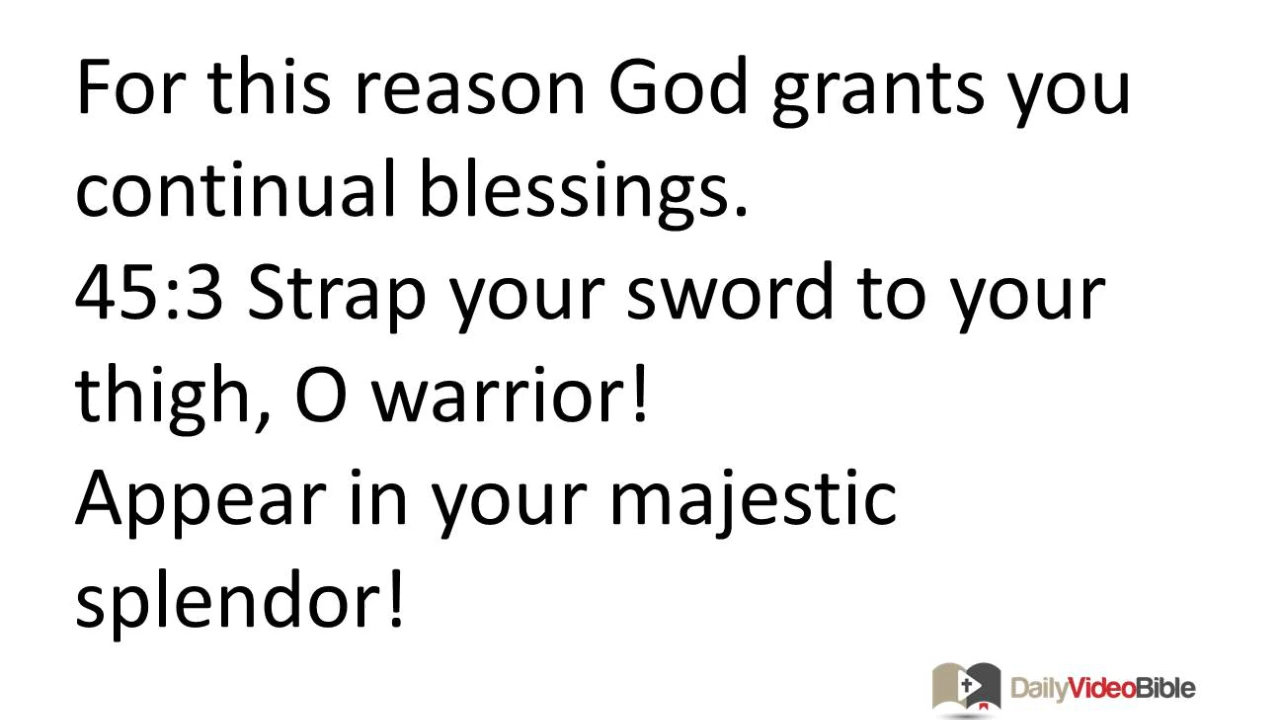 For this reason God grants you
continual blessings.
45:3 Strap your sword to your
thigh, O warrior!
Appear in your majestic
splendor!
DailyVideoBible